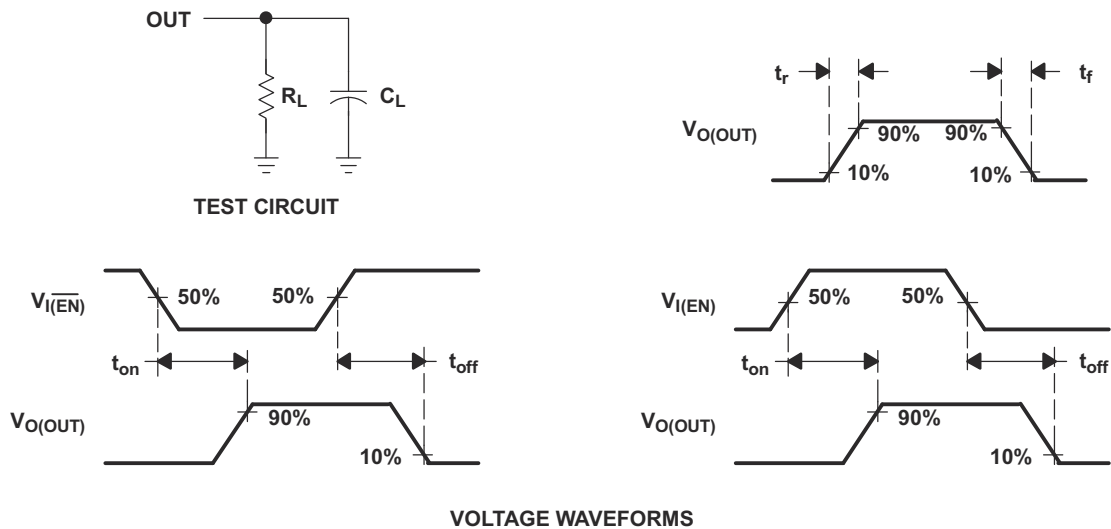 OUT
R_L
C_L
TEST CIRCUIT
t_r
t_f
V_O(OUT)
90%
90%
10%
10%
V_I(E̅N̅)
50%
50%
t_on
t_off
V_O(OUT)
90%
10%
V_I(EN)
50%
50%
t_on
t_off
V_O(OUT)
90%
10%
VOLTAGE WAVEFORMS